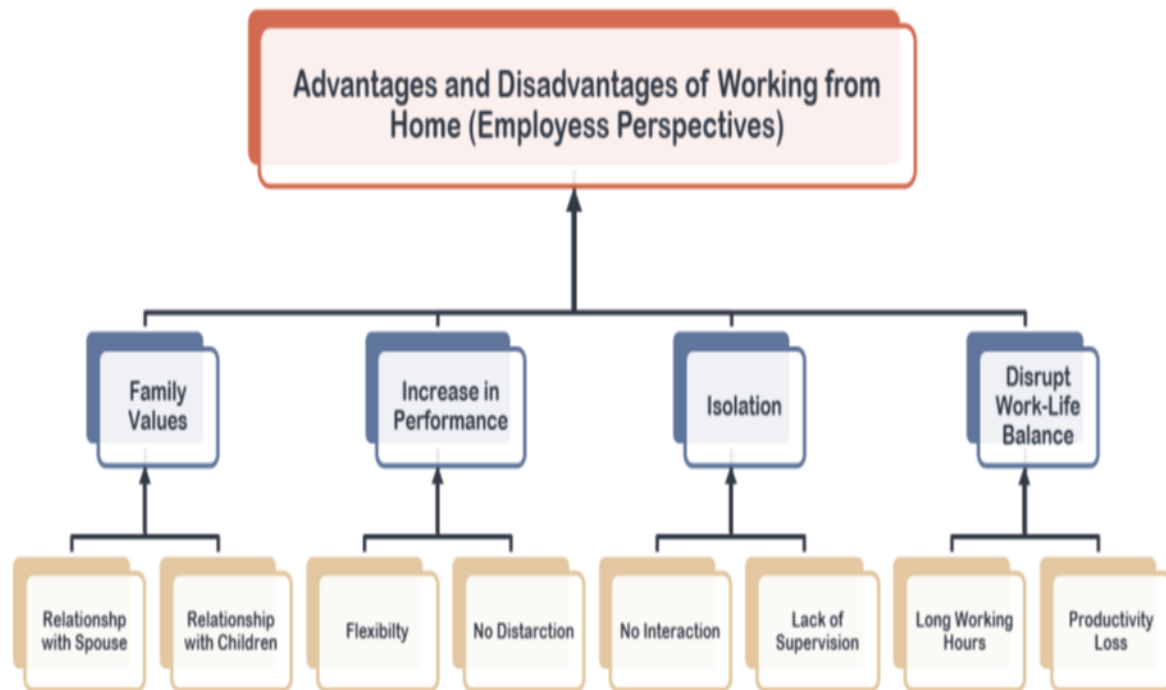 Advantages and Disadvantages of Working from
Home (Employess Perspectives)
Family
Values
Increase in
Performance
Isolation
Disrupt
Work-Life
Balance
Relationshp
with Spouse
Relationship
with Children
Flexibilty
No Distarction
No Interaction
Lack of
Supervision
Long Working
Hours
Productivity
Loss